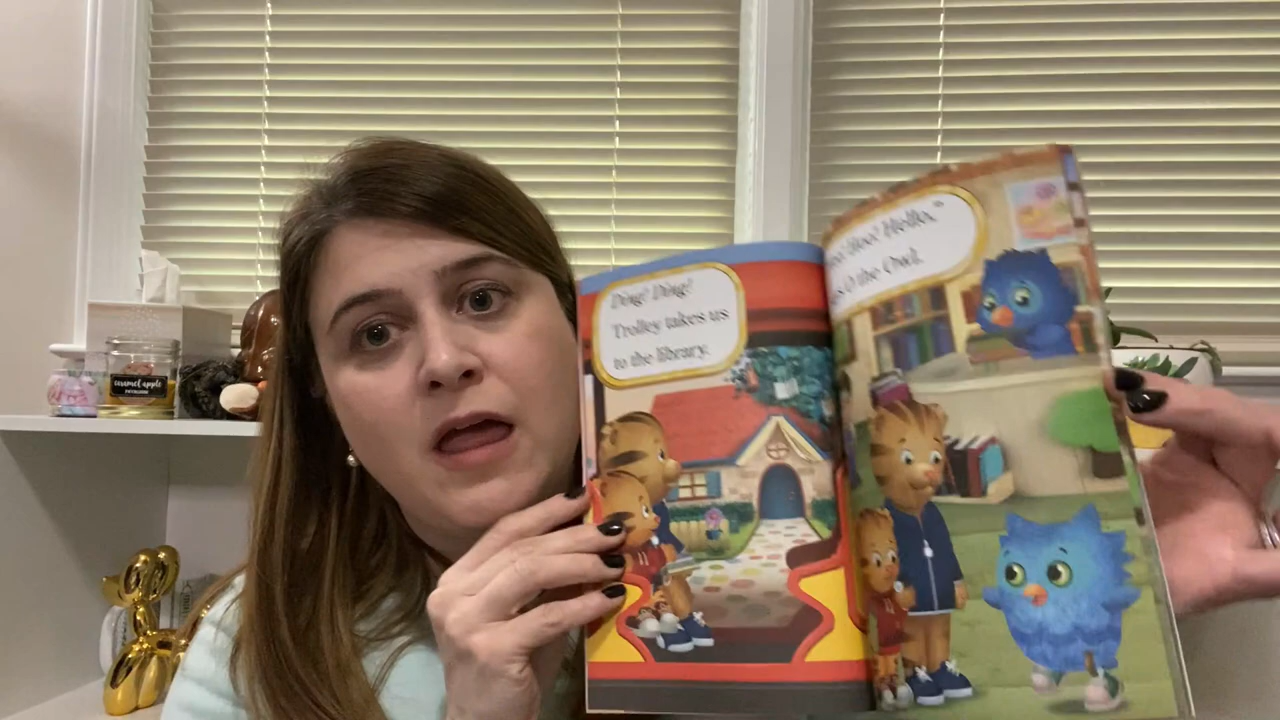 caramel apple
Ding! Ding!
Trolley takes us
to the library.
Hoo! Hello,"
O the Owl.